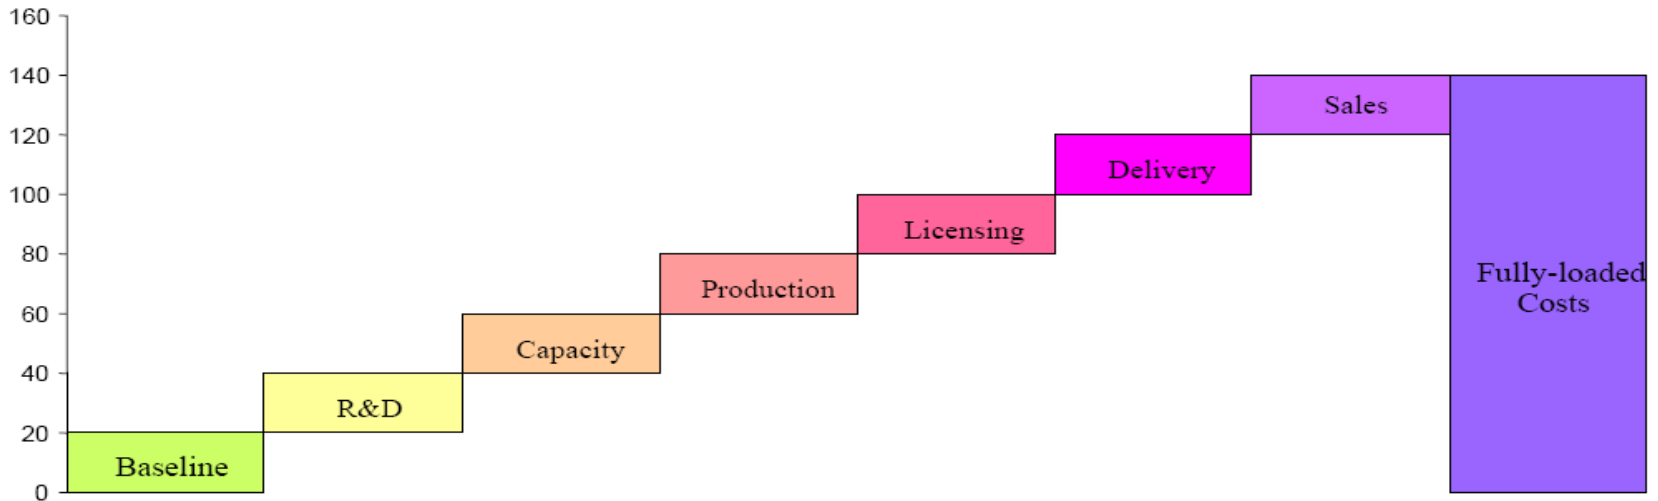 160
140
120
100
80
60
40
20
0
Baseline
R&D
Capacity
Production
Licensing
Delivery
Sales
Fully-loaded
Costs